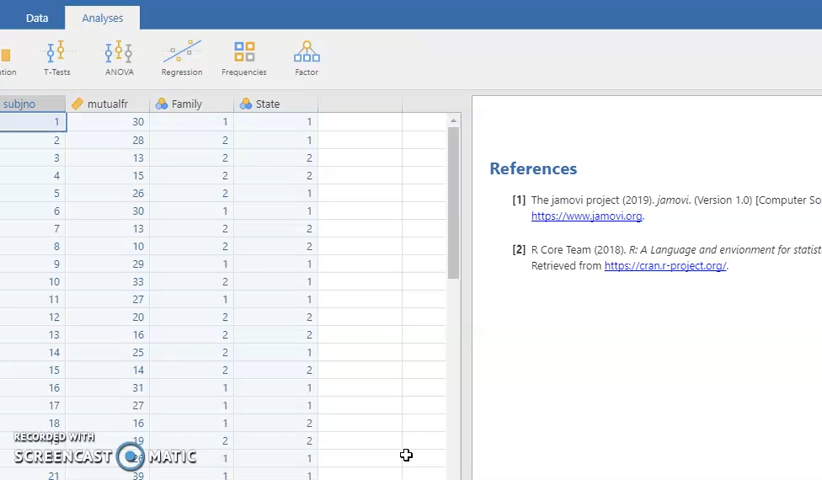 Data Analyses
T-Tests ANOVA Regression Frequencies Factor
subjno mutualfr Family State
1 30 1 1
2 28 2 1
3 13 2 2
4 15 2 2
5 26 2 1
6 30 1 1
7 13 2 2
8 10 2 2
9 29 1 1
10 33 2 1
11 27 1 1
12 20 2 2
13 16 2 2
14 25 2 1
15 14 2 2
16 31 1 1
17 27 1 1
18 16 1 2
19 2 2
1 1
21 39 1 1
References
[1] The jamovi project (2019). jamovi. (Version 1.0) [Computer So
https://www.jamovi.org.
[2] R Core Team (2018). R: A Language and envionment for statist
Retrieved from https://cran.r-project.org/.
RECORDED WITH
SCREENCAST MATIC